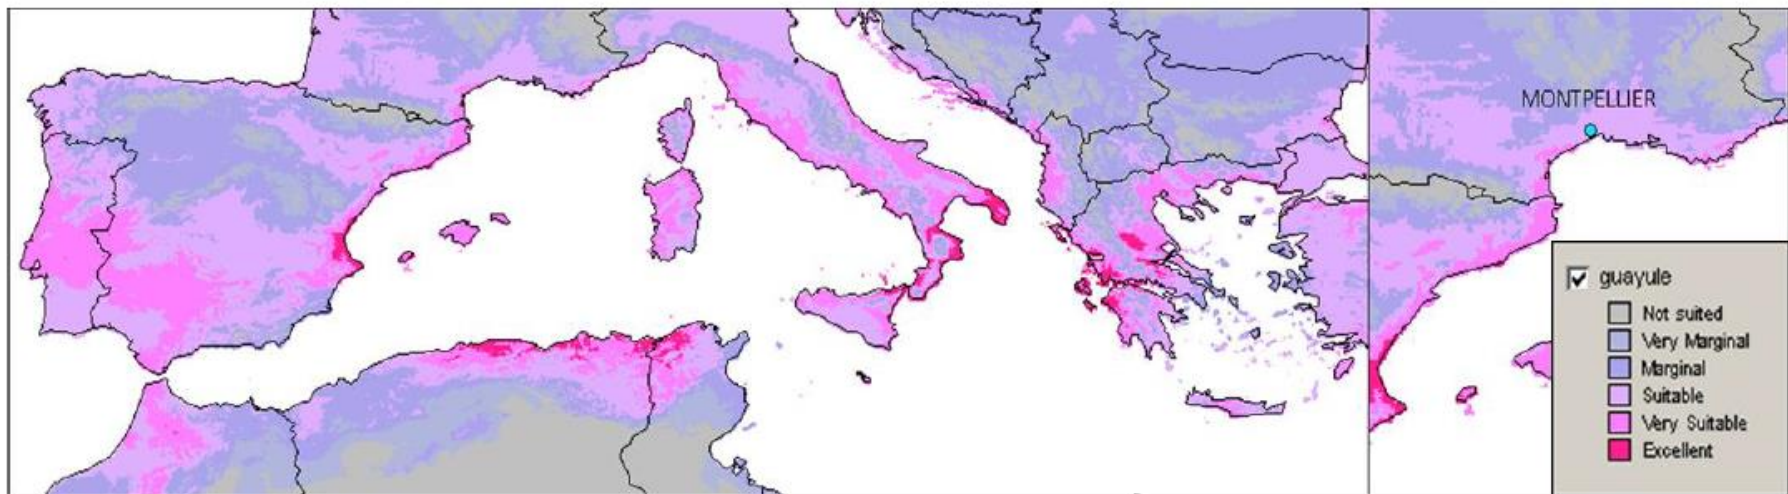 MONTPELLIER
guayule
Not suited
Very Marginal
Marginal
Suitable
Very Suitable
Excellent